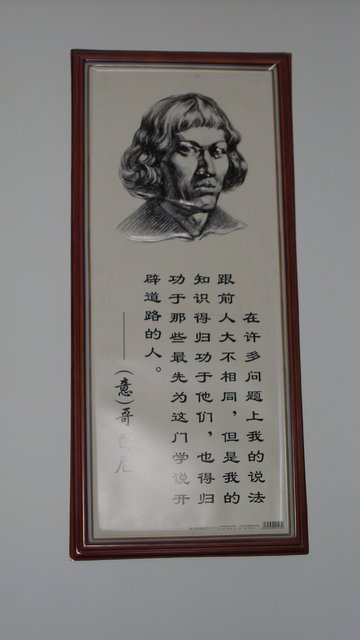 在许多问题上我的说法
跟前人大不相同，但是我的
知识得归功于他们，也得归
功于那些最先为这门学说开
辟道路的人。
——（意）哥白尼